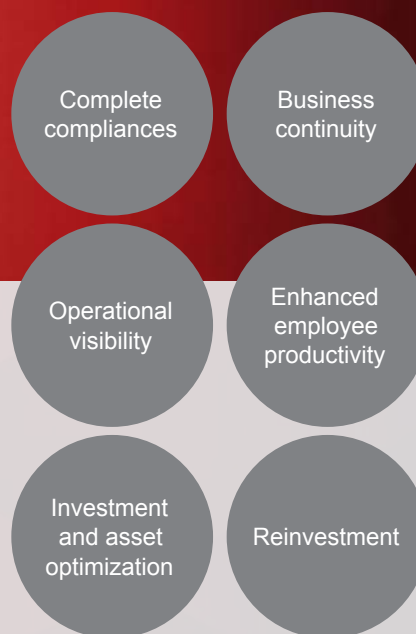 Complete
compliances
Business
continuity
Operational
visibility
Enhanced
employee
productivity
Investment
and asset
optimization
Reinvestment